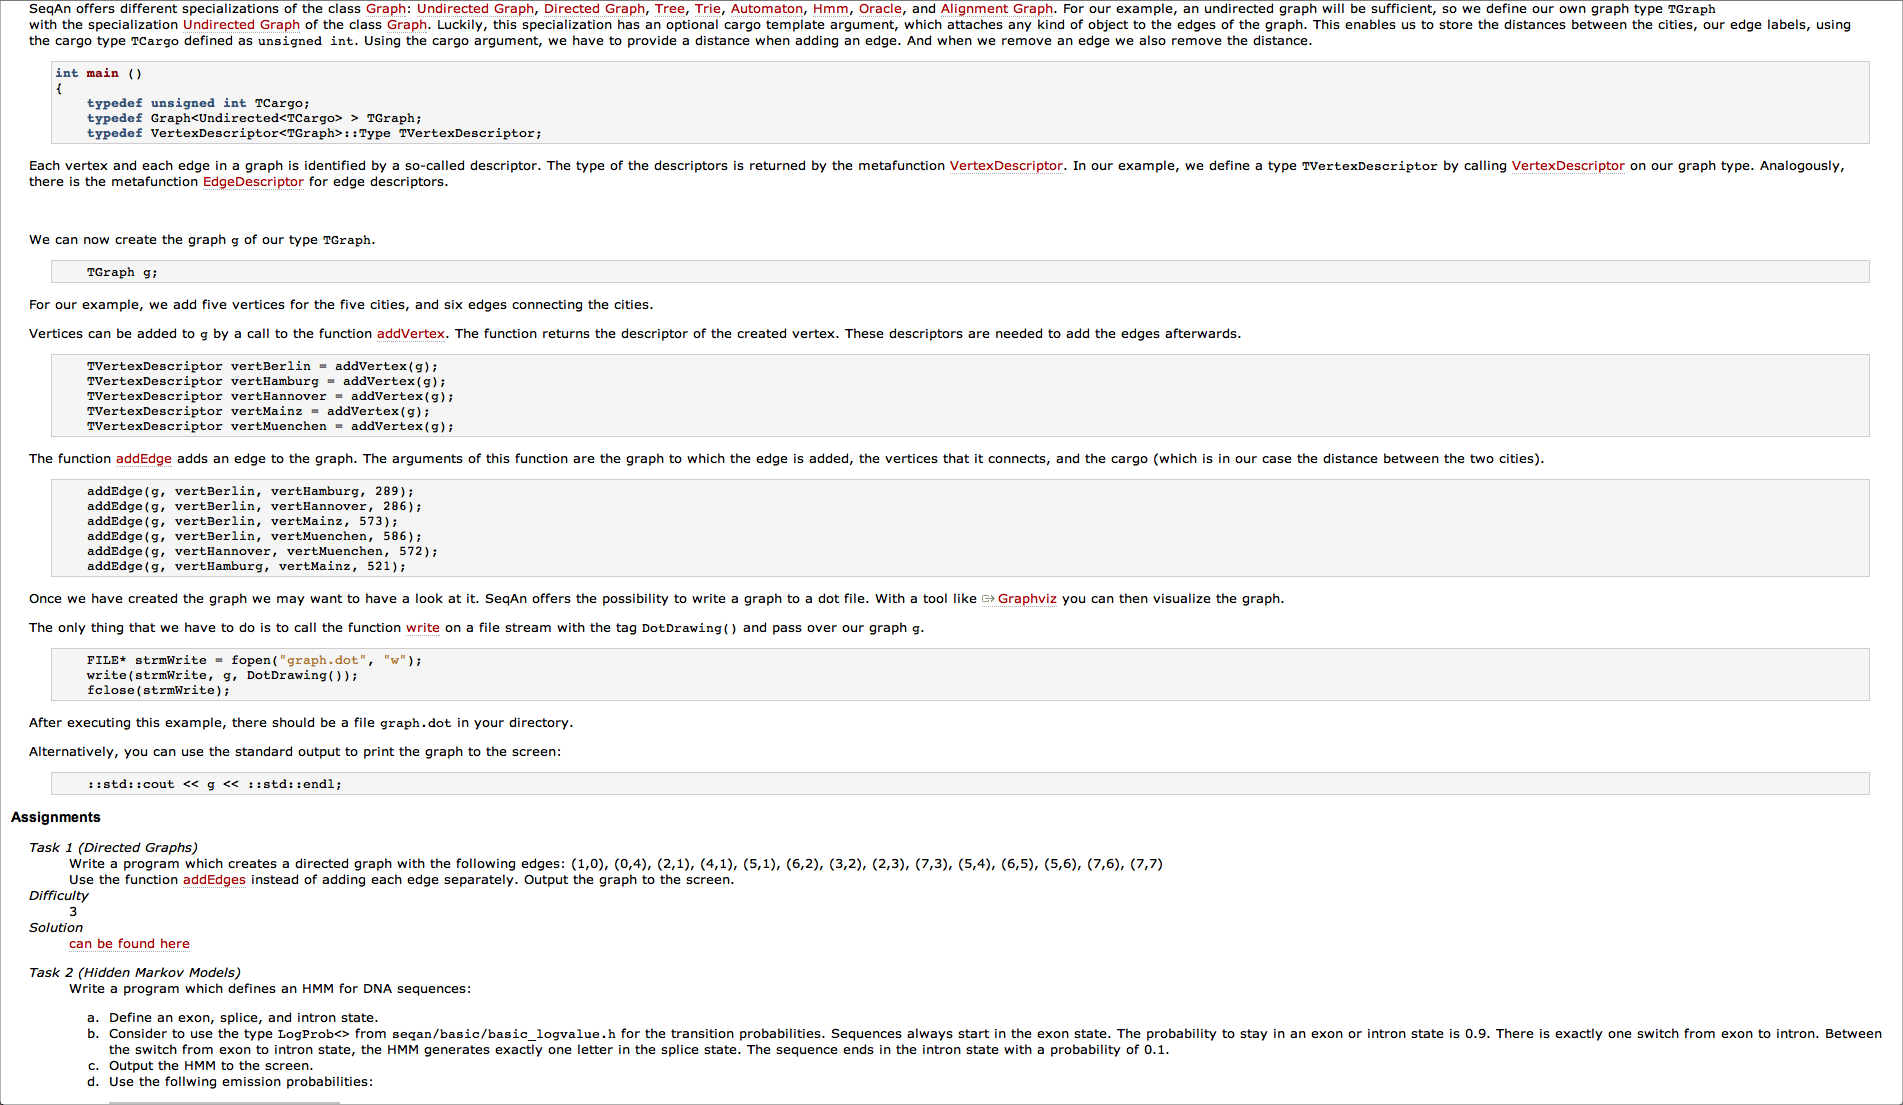 SeqAn offers different specializations of the class Graph: Undirected Graph, Directed Graph, Tree, Trie, Automaton, Hmm, Oracle, and Alignment Graph. For our example, an undirected graph will be sufficient, so we define our own graph type TGraph
with the specialization Undirected Graph of the class Graph. Luckily, this specialization has an optional cargo template argument, which attaches any kind of object to the edges of the graph. This enables us to store the distances between the cities, our edge labels, using
the cargo type TCargo defined as unsigned int. Using the cargo argument, we have to provide a distance when adding an edge. And when we remove an edge we also remove the distance.
int main ()
{
typedef unsigned int TCargo;
typedef Graph<Undirected<TCargo> > TGraph;
typedef VertexDescriptor<TGraph>::Type TVertexDescriptor;
Each vertex and each edge in a graph is identified by a so-called descriptor. The type of the descriptors is returned by the metafunction VertexDescriptor. In our example, we define a type TVertexDescriptor by calling VertexDescriptor on our graph type. Analogously,
there is the metafunction EdgeDescriptor for edge descriptors.
We can now create the graph g of our type TGraph.
TGraph g;
For our example, we add five vertices for the five cities, and six edges connecting the cities.
Vertices can be added to g by a call to the function addVertex. The function returns the descriptor of the created vertex. These descriptors are needed to add the edges afterwards.
TVertexDescriptor vertBerlin = addVertex(g);
TVertexDescriptor vertHamburg = addVertex(g);
TVertexDescriptor vertHannover = addVertex(g);
TVertexDescriptor vertMainz = addVertex(g);
TVertexDescriptor vertMuenchen = addVertex(g);
The function addEdge adds an edge to the graph. The arguments of this function are the graph to which the edge is added, the vertices that it connects, and the cargo (which is in our case the distance between the two cities).
addEdge(g, vertBerlin, vertHamburg, 289);
addEdge(g, vertBerlin, vertHannover, 286);
addEdge(g, vertBerlin, vertMainz, 573);
addEdge(g, vertBerlin, vertMuenchen, 586);
addEdge(g, vertHannover, vertMuenchen, 572);
addEdge(g, vertHamburg, vertMainz, 521);
Once we have created the graph we may want to have a look at it. SeqAn offers the possibility to write a graph to a dot file. With a tool like Graphviz you can then visualize the graph.
The only thing that we have to do is to call the function write on a file stream with the tag DotDrawing() and pass over our graph g.
FILE* strmWrite = fopen("graph.dot", "w");
write(strmWrite, g, DotDrawing());
fclose(strmWrite);
After executing this example, there should be a file graph.dot in your directory.
Alternatively, you can use the standard output to print the graph to the screen:
::std::cout << g << ::std::endl;
Assignments
Task 1 (Directed Graphs)
Write a program which creates a directed graph with the following edges: (1,0), (0,4), (2,1), (4,1), (5,1), (6,2), (3,2), (2,3), (7,3), (5,4), (6,5), (5,6), (7,6), (7,7)
Use the function addEdges instead of adding each edge separately. Output the graph to the screen.
Difficulty
3
Solution
can be found here
Task 2 (Hidden Markov Models)
Write a program which defines an HMM for DNA sequences:
a. Define an exon, splice, and intron state.
b. Consider to use the type LogProb<> from seqan/basic/basic_logvalue.h for the transition probabilities. Sequences always start in the exon state. The probability to stay in an exon or intron state is 0.9. There is exactly one switch from exon to intron. Between
the switch from exon to intron state, the HMM generates exactly one letter in the splice state. The sequence ends in the intron state with a probability of 0.1.
c. Output the HMM to the screen.
d. Use the follwing emission probabilities: